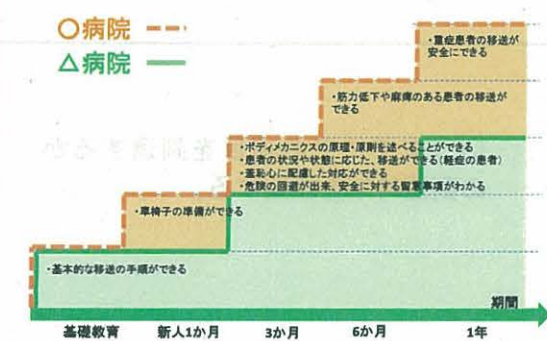 ○病院
△病院
・重症患者の移送が
安全にできる
・筋力低下や麻痺のある患者の移送が
できる
・ボディメカニクスの原理・原則を述べることができる
・患者の状況や状態に応じた、移送ができる(軽症の患者)
・羞恥心に配慮した対応ができる
・危険の回避が出来、安全に対する留意事項がわかる
・車椅子の準備ができる
・基本的な移送の手順ができる
期間
基礎教育
新人1か月
3か月
6か月
1年